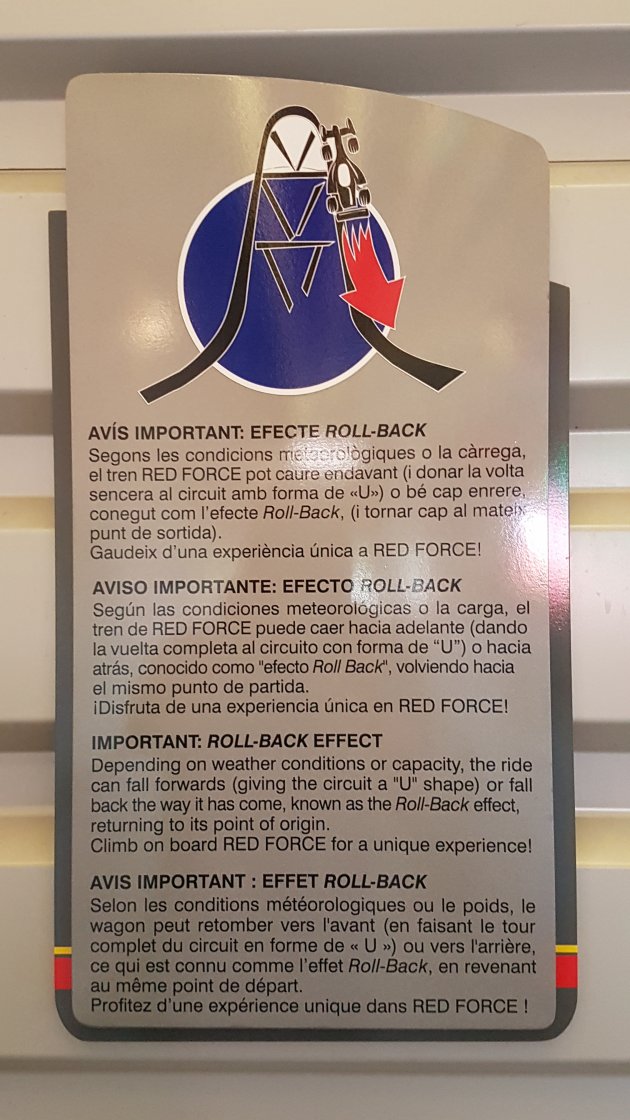 AVÍS IMPORTANT: EFECTE ROLL-BACK
Segons les condicions meteorològiques o la càrrega,
el tren RED FORCE pot caure endavant (i donar la volta
sencera al circuit amb forma de «U») o bé cap enrere,
conegut com l'efecte Roll-Back, (i tornar cap al mateix
punt de sortida).
Gaudeix d'una experiència única a RED FORCE!
AVISO IMPORTANTE: EFECTO ROLL-BACK
Según las condiciones meteorológicas o la carga, el
tren de RED FORCE puede caer hacia adelante (dando
la vuelta completa al circuito con forma de “U”) o hacia
atrás, conocido como "efecto Roll Back", volviendo hacia
el mismo punto de partida.
¡Disfruta de una experiencia única en RED FORCE!
IMPORTANT: ROLL-BACK EFFECT
Depending on weather conditions or capacity, the ride
can fall forwards (giving the circuit a "U" shape) or fall
back the way it has come, known as the Roll-Back effect,
returning to its point of origin.
Climb on board RED FORCE for a unique experience!
AVIS IMPORTANT : EFFET ROLL-BACK
Selon les conditions météorologiques ou le poids, le
wagon peut retomber vers l'avant (en faisant le tour
complet du circuit en forme de « U ») ou vers l'arrière,
ce qui est connu comme l'effet Roll-Back, en revenant
au même point de départ.
Profitez d'une expérience unique dans RED FORCE !